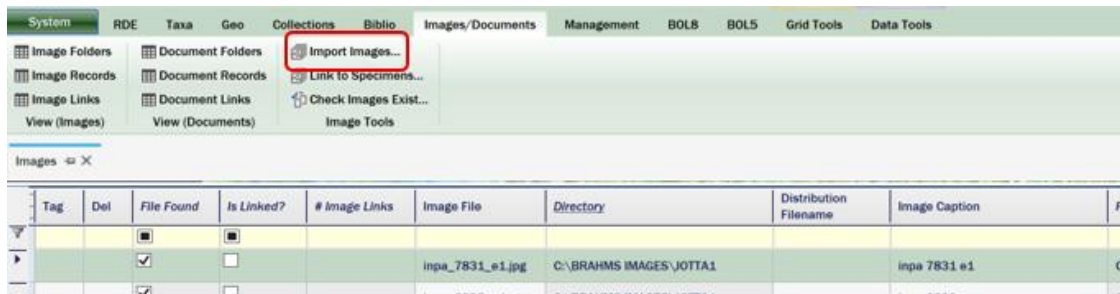 System RDE Taxa Geo Collections Biblio Images/Documents Management BOL8 BOL5 Grid Tools Data Tools
Image Folders Document Folders Import Images...
Image Records Document Records Link to Specimens...
Image Links Document Links Check Images Exist...
View (Images) View (Documents) Image Tools
Images
Tag Del File Found Is Linked? # Image Links Image File Directory Distribution Filename Image Caption
inpa_7831_e1.jpg C:\BRAHMS IMAGES\JOTTA1 inpa 7831 e1